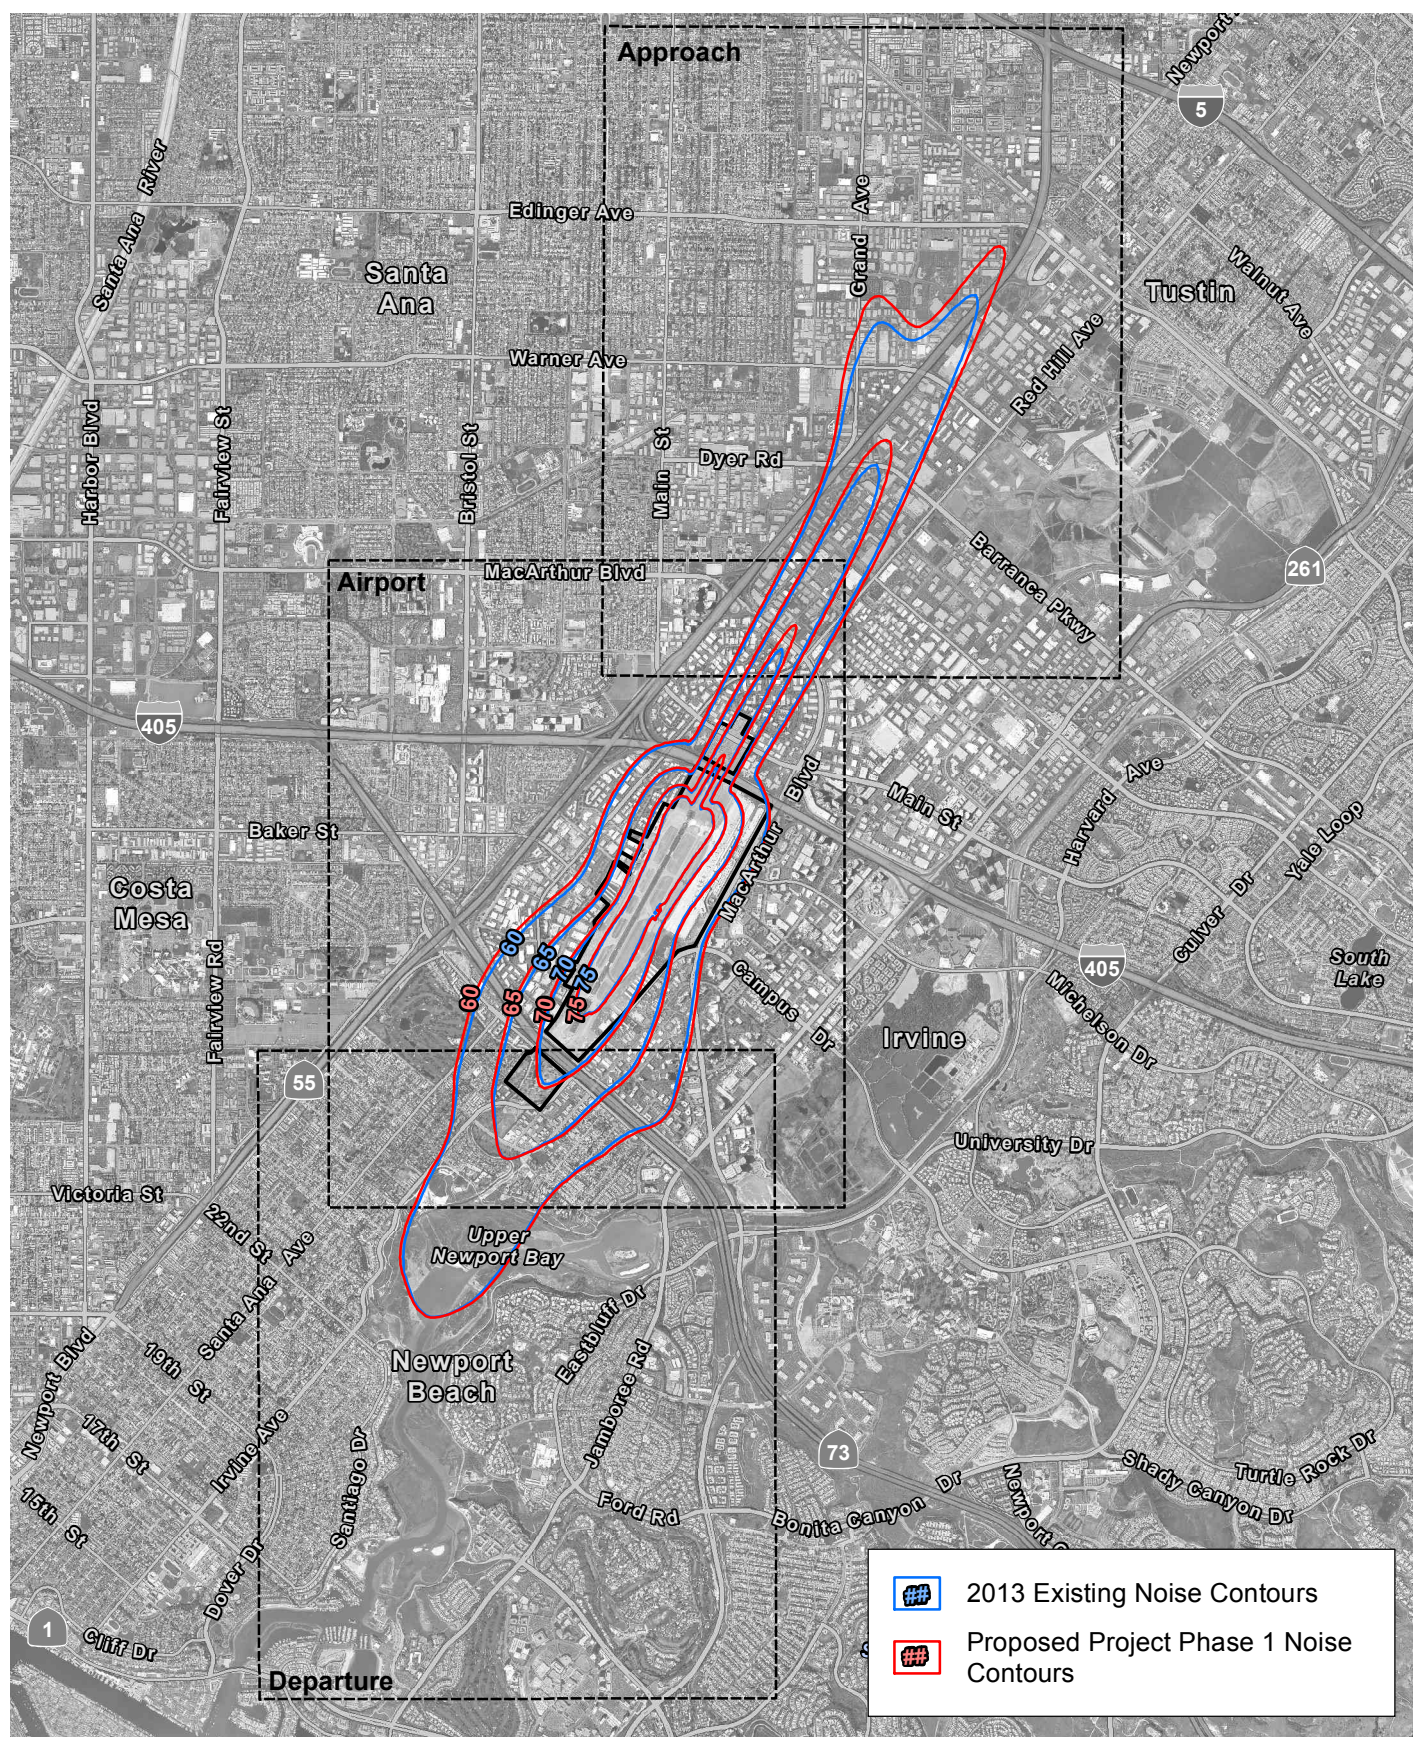 Approach
Newport
5
Santa Ana River
Edinger Ave
Grand Ave
Santa
Ana
Tustin
Walnut Ave
Warner Ave
Red Hill Ave
Harbor Blvd
Fairview St
Bristol St
Main St
Dyer Rd
Barranca Pkwy
261
Airport
MacArthur Blvd
405
Baker St
MacArthur Blvd
Main St
Harvard Ave
Yale Loop
Costa
Mesa
Culver Dr
60
65
70
75
60
65
70
75
Fairview Rd
Campus Dr
405
South
Lake
Michelson Dr
Irvine
55
University Dr
Victoria St
22nd St
Santa Ana Ave
Upper
Newport Bay
Eastbluff Dr
Newport Blvd
19th St
Newport
Beach
Jamboree Rd
17th St
Irvine Ave
Santiago Dr
73
15th St
Ford Rd
Bonita Canyon Dr
Newport
Shady Canyon Dr
Turtle Rock Dr
Dover Dr
1
Cliff Dr
Departure
## 2013 Existing Noise Contours
## Proposed Project Phase 1 Noise
Contours